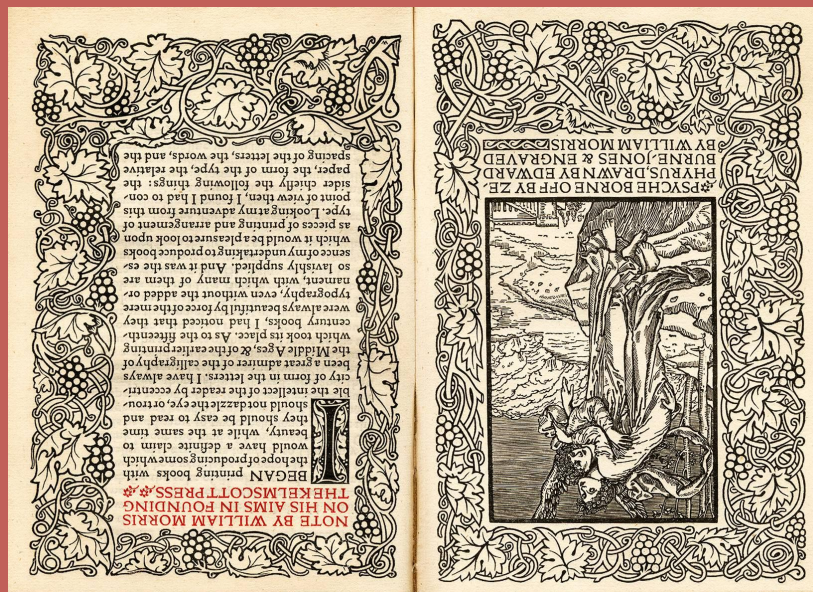 PSYCHE BORNE OFF BY ZE-
PHYRUS, DRAWN BY EDWARD
BURNE-JONES & ENGRAVED
BY WILLIAM MORRIS
NOTE BY WILLIAM MORRIS
ON HIS AIMS IN FOUNDING
THE KELMSCOTT PRESS
I BEGAN printing books with
the hope of producing some which
would have a definite claim to
beauty, while at the same time
they should be easy to read and
should not dazzle the eye, or trou-
ble the intellect of the reader by eccentri-
city of form in the letters. I have always
been a great admirer of the calligraphy of
the Middle Ages, & of the earlier printing
which took its place. As to the fifteenth-
century books, I had noticed that they
were always beautiful by force of the mere
typography, even without the added or-
nament, with which many of them are
so lavishly supplied. And it was the es-
sence of my undertaking to produce books
which it would be a pleasure to look upon
as pieces of printing and arrangement of
type. Looking at my adventure from this
point of view then, I found I had to con-
sider chiefly the following things: the
paper, the form of the type, the relative
spacing of the letters, the words, and the